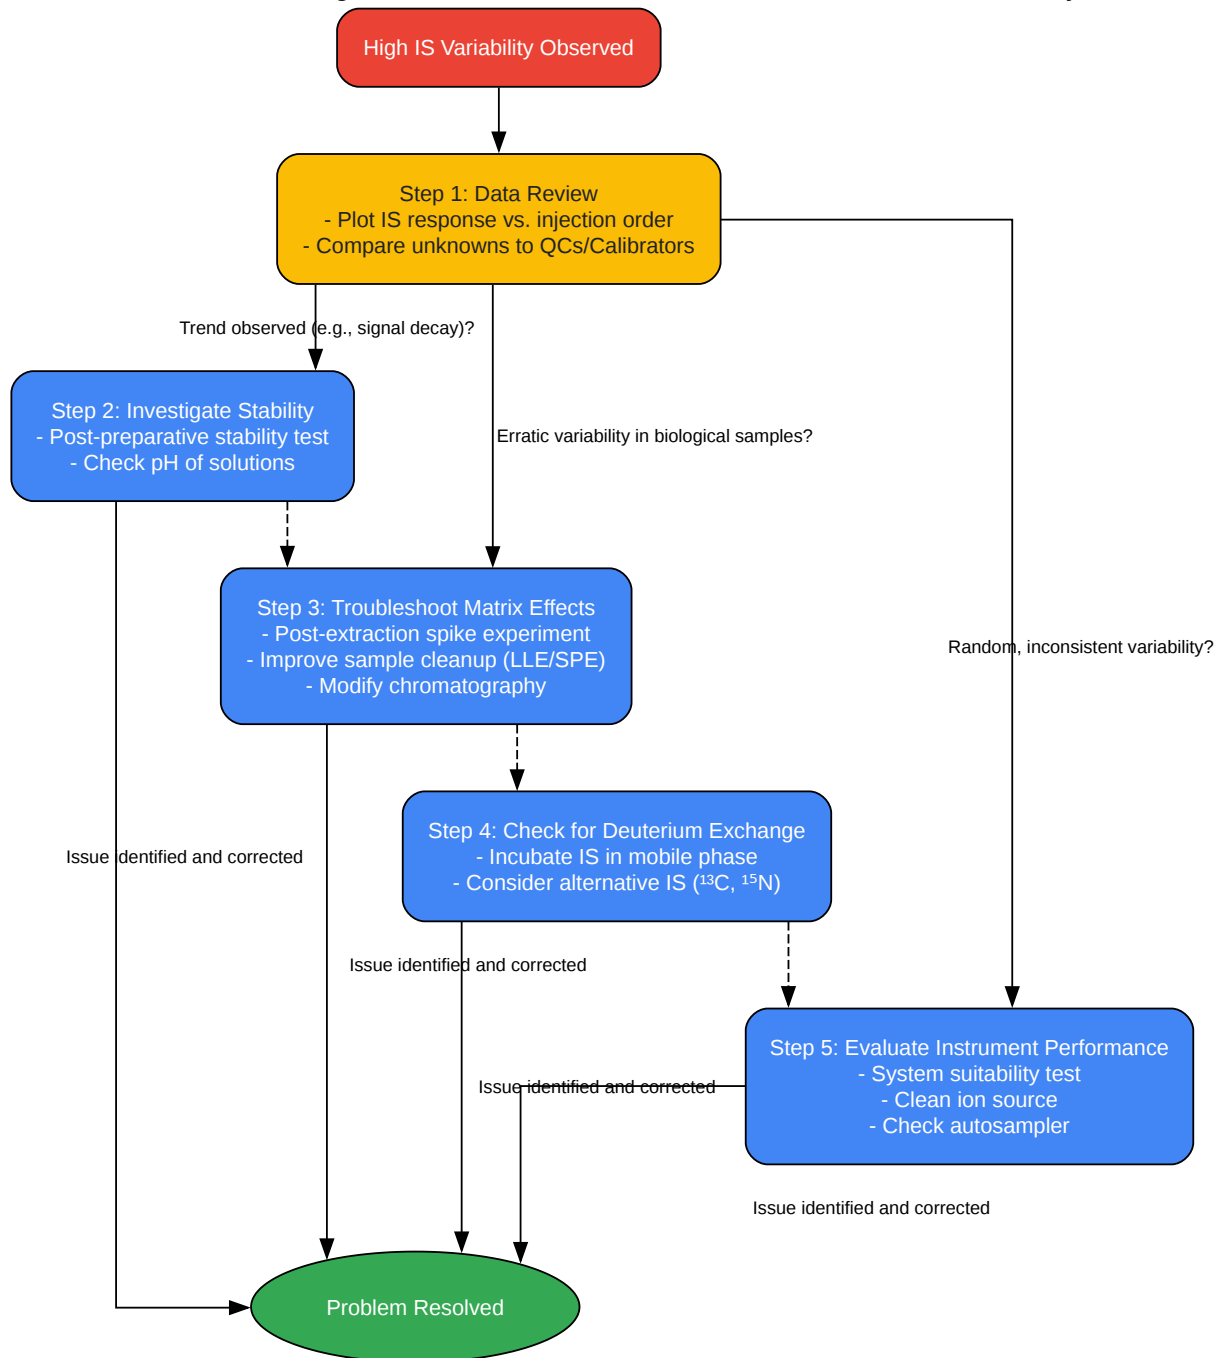 High IS Variability Observed
Step 1: Data Review
- Plot IS response vs. injection order
- Compare unknowns to QCs/Calibrators
Trend observed (e.g., signal decay)?
Step 2: Investigate Stability
- Post-preparative stability test
- Check pH of solutions
Erratic variability in biological samples?
Step 3: Troubleshoot Matrix Effects
- Post-extraction spike experiment
- Improve sample cleanup (LLE/SPE)
- Modify chromatography
Random, inconsistent variability?
Step 4: Check for Deuterium Exchange
- Incubate IS in mobile phase
- Consider alternative IS (¹³C, ¹⁵N)
Issue identified and corrected
Issue identified and corrected
Step 5: Evaluate Instrument Performance
- System suitability test
- Clean ion source
- Check autosampler
Issue identified and corrected
Issue identified and corrected
Problem Resolved